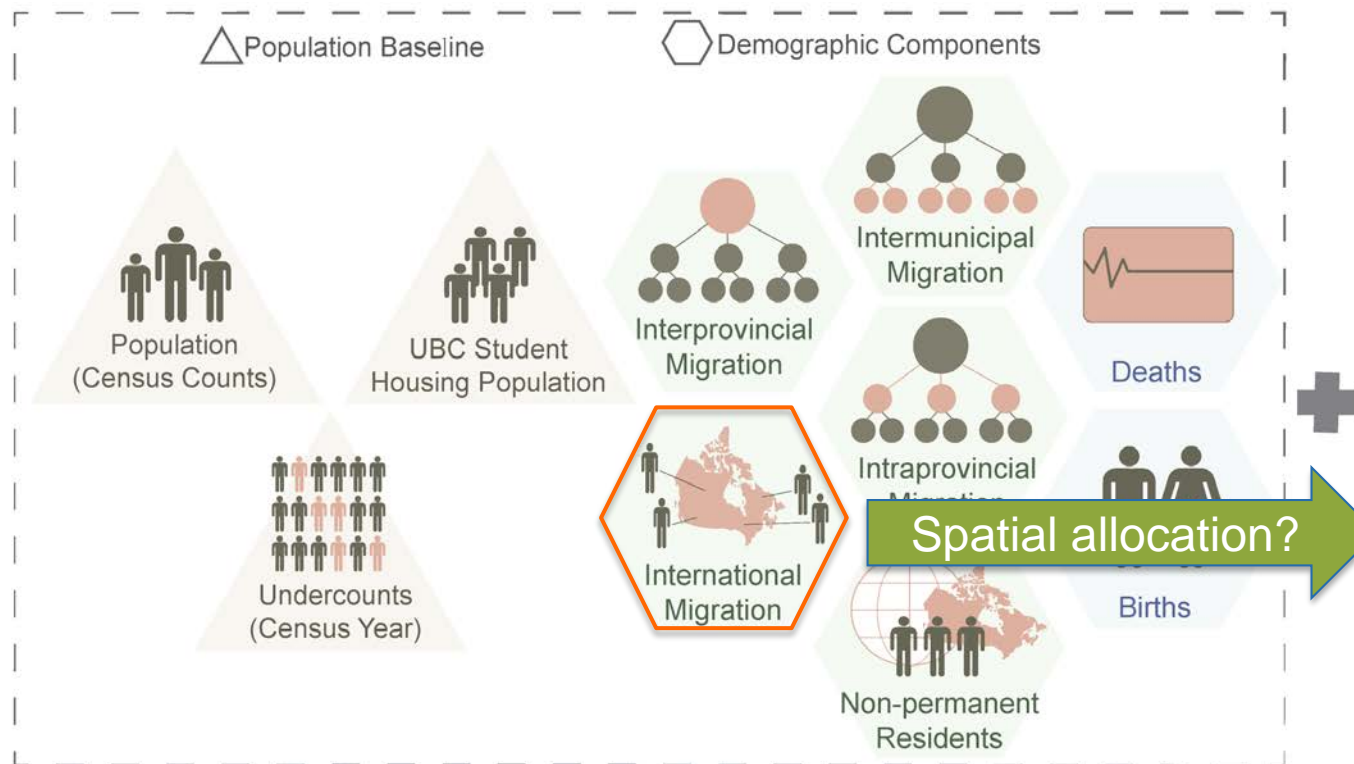 Population Baseline
Demographic Components
Population
(Census Counts)
UBC Student
Housing Population
Undercounts
(Census Year)
Interprovincial
Migration
Intermunicipal
Migration
Deaths
International
Migration
Intraprovincial
Migration
Spatial allocation?
Births
Non-permanent
Residents